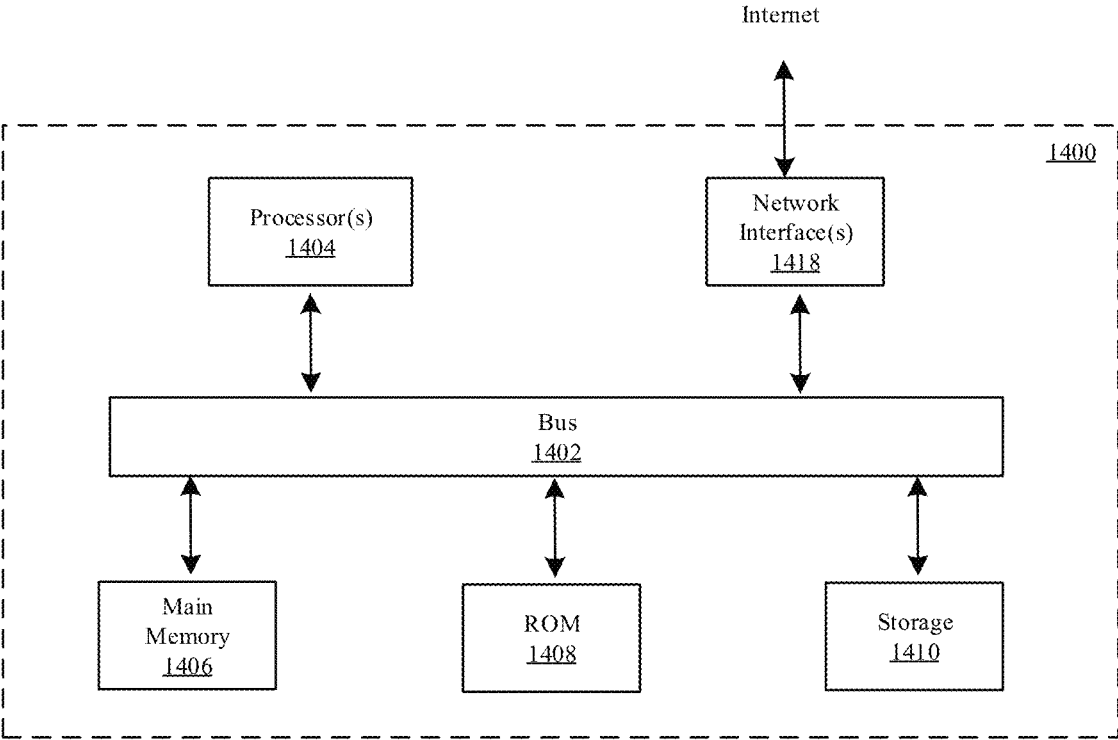 Internet
1400
Processor(s)
1404
Network
Interface(s)
1418
Bus
1402
Main
Memory
1406
ROM
1408
Storage
1410